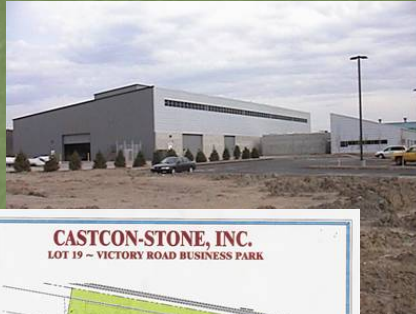 CASTCON-STONE, INC.
LOT 19 ~ VICTORY ROAD BUSINESS PARK